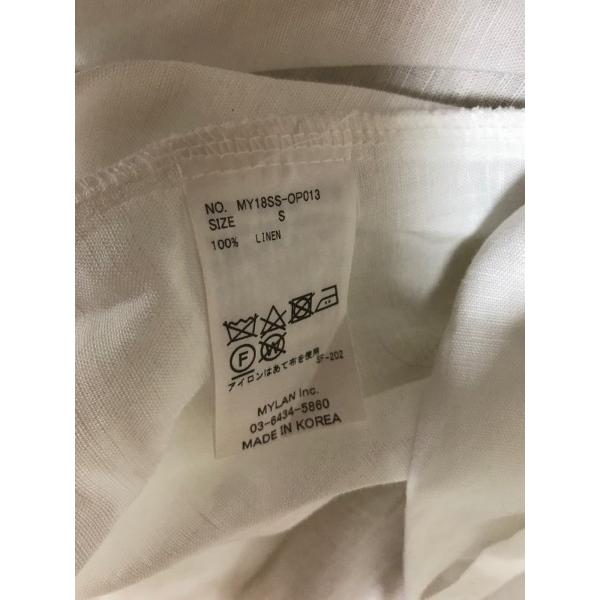 NO. MY18SS-OP013
SIZE S
100% LINEN
F W
アイロンはあて布を使用 SF-202
MYLAN Inc.
03-6434-5860
MADE IN KOREA